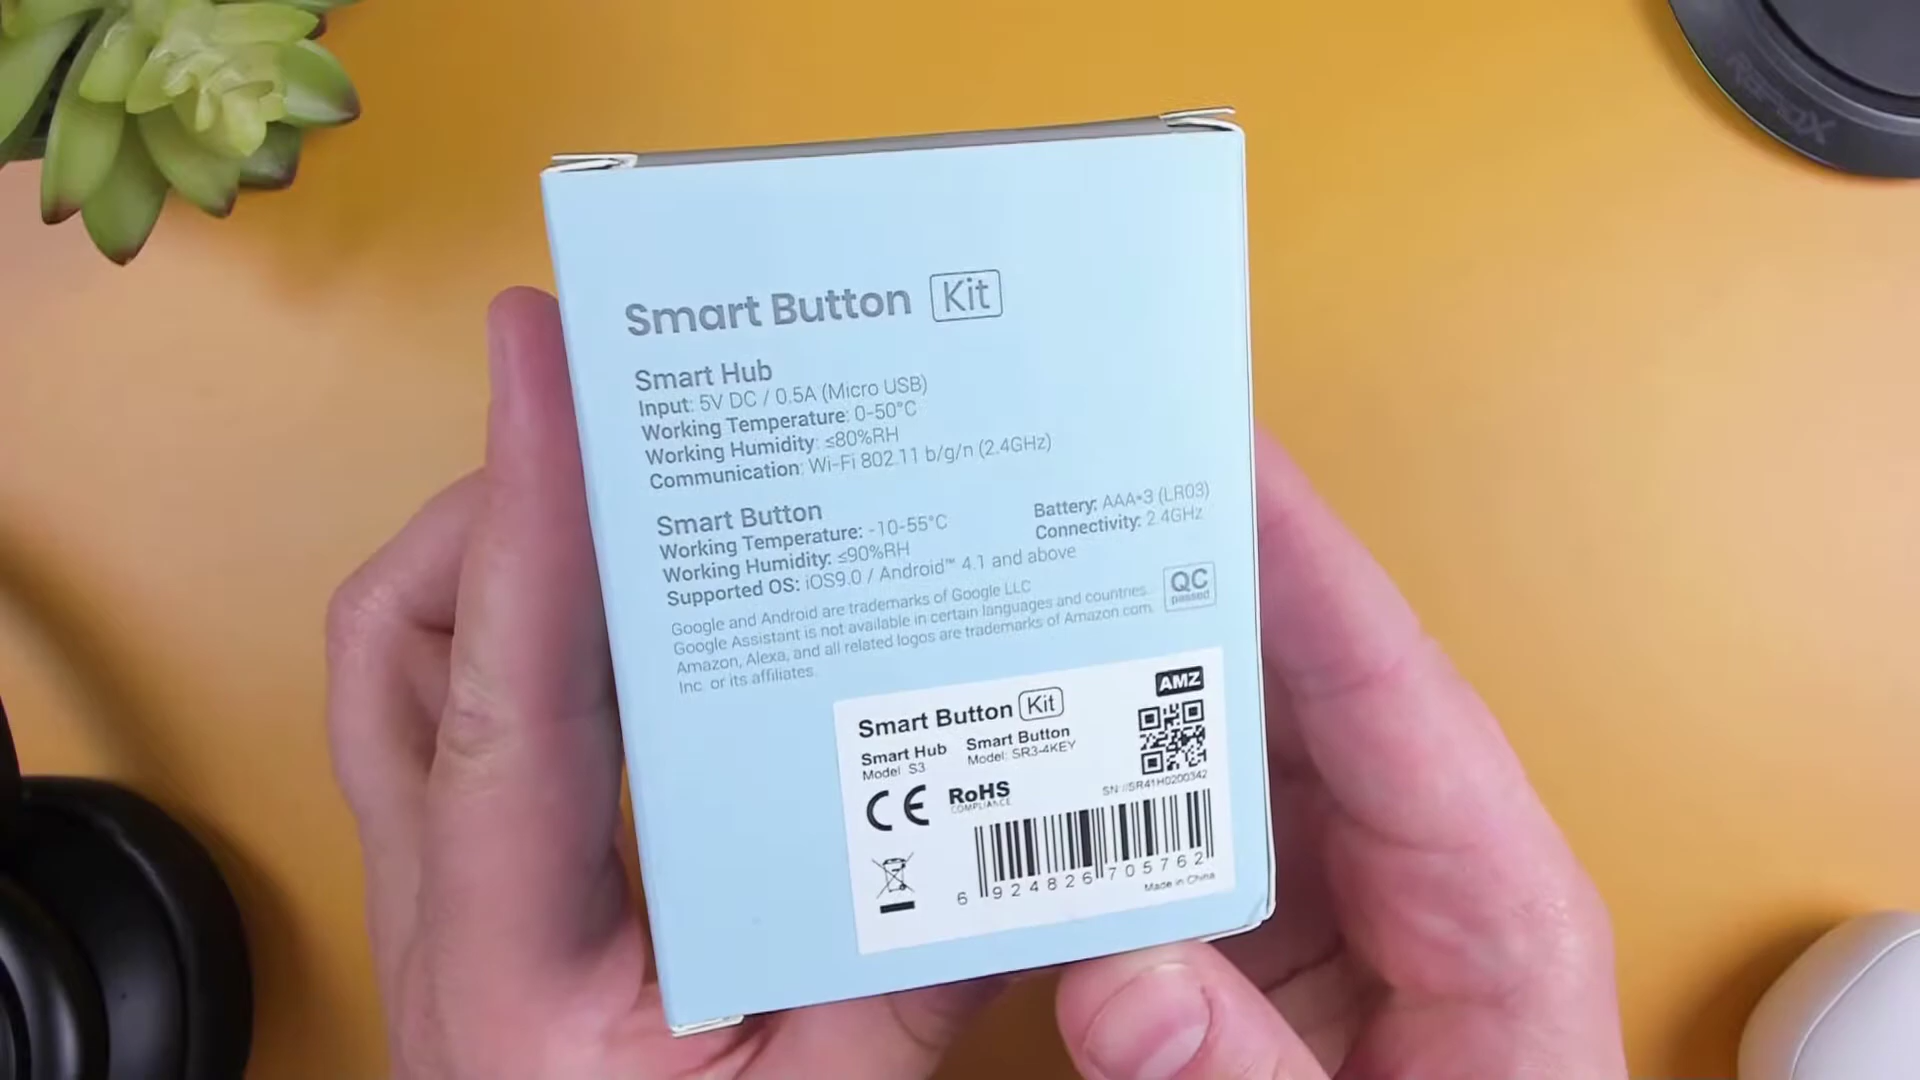 Smart Button Kit
Smart Hub
Input: 5V DC / 0.5A (Micro USB)
Working Temperature: 0-50°C
Working Humidity: ≤80%RH
Communication: Wi-Fi 802.11 b/g/n (2.4GHz)
Smart Button
Working Temperature: -10-55°C
Working Humidity: ≤90%RH
Supported OS: iOS9.0 / Android™ 4.1 and above
Battery: AAA*3 (LR03)
Connectivity: 2.4GHz
Google and Android are trademarks of Google LLC
Google Assistant is not available in certain languages and countries.
Amazon, Alexa, and all related logos are trademarks of Amazon.com,
Inc. or its affiliates.
QC
passed
Smart Button Kit
AMZ
Smart Hub
Model: S3
Smart Button
Model: SR3-4KEY
CE
RoHS
COMPLIANCE
SN://SR41H0200342
6 924826 705762
Made in China